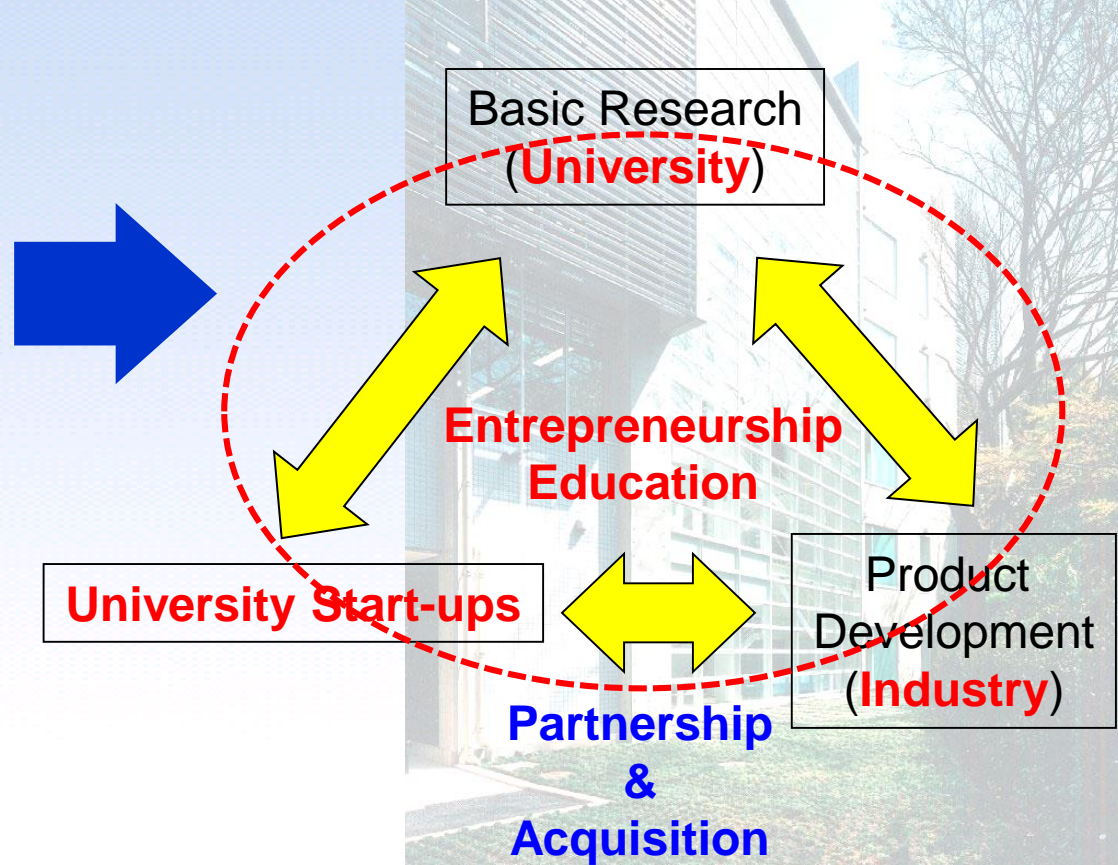 Basic Research
(University)
Entrepreneurship
Education
University Start-ups
Product
Development
(Industry)
Partnership
&
Acquisition